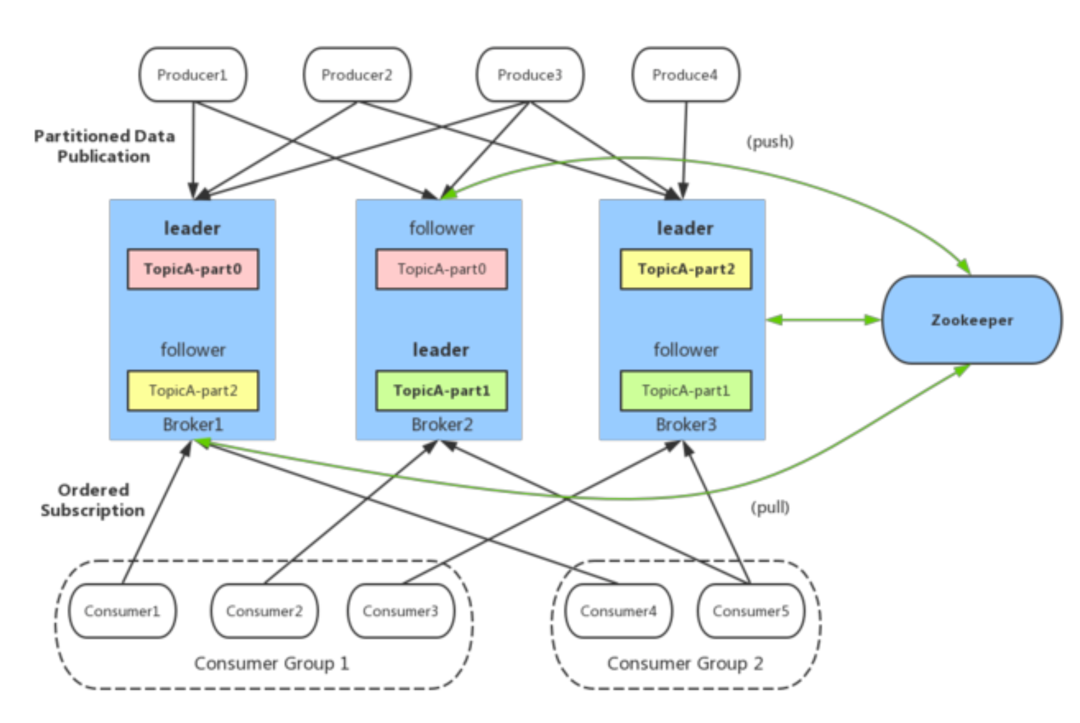 Producer1
Producer2
Produce3
Produce4
Partitioned Data
Publication
(push)
leader
TopicA-part0
follower
TopicA-part2
Broker1
follower
TopicA-part0
leader
TopicA-part1
Broker2
leader
TopicA-part2
follower
TopicA-part1
Broker3
Zookeeper
Ordered
Subscription
(pull)
Consumer1
Consumer2
Consumer3
Consumer Group 1
Consumer4
Consumer5
Consumer Group 2